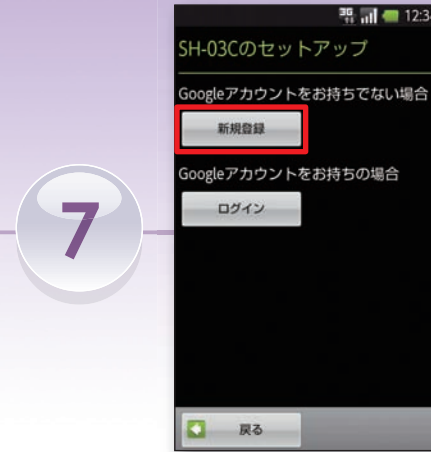 7
3G 12:34
SH-03Cのセットアップ
Googleアカウントをお持ちでない場合
新規登録
Googleアカウントをお持ちの場合
ログイン
戻る